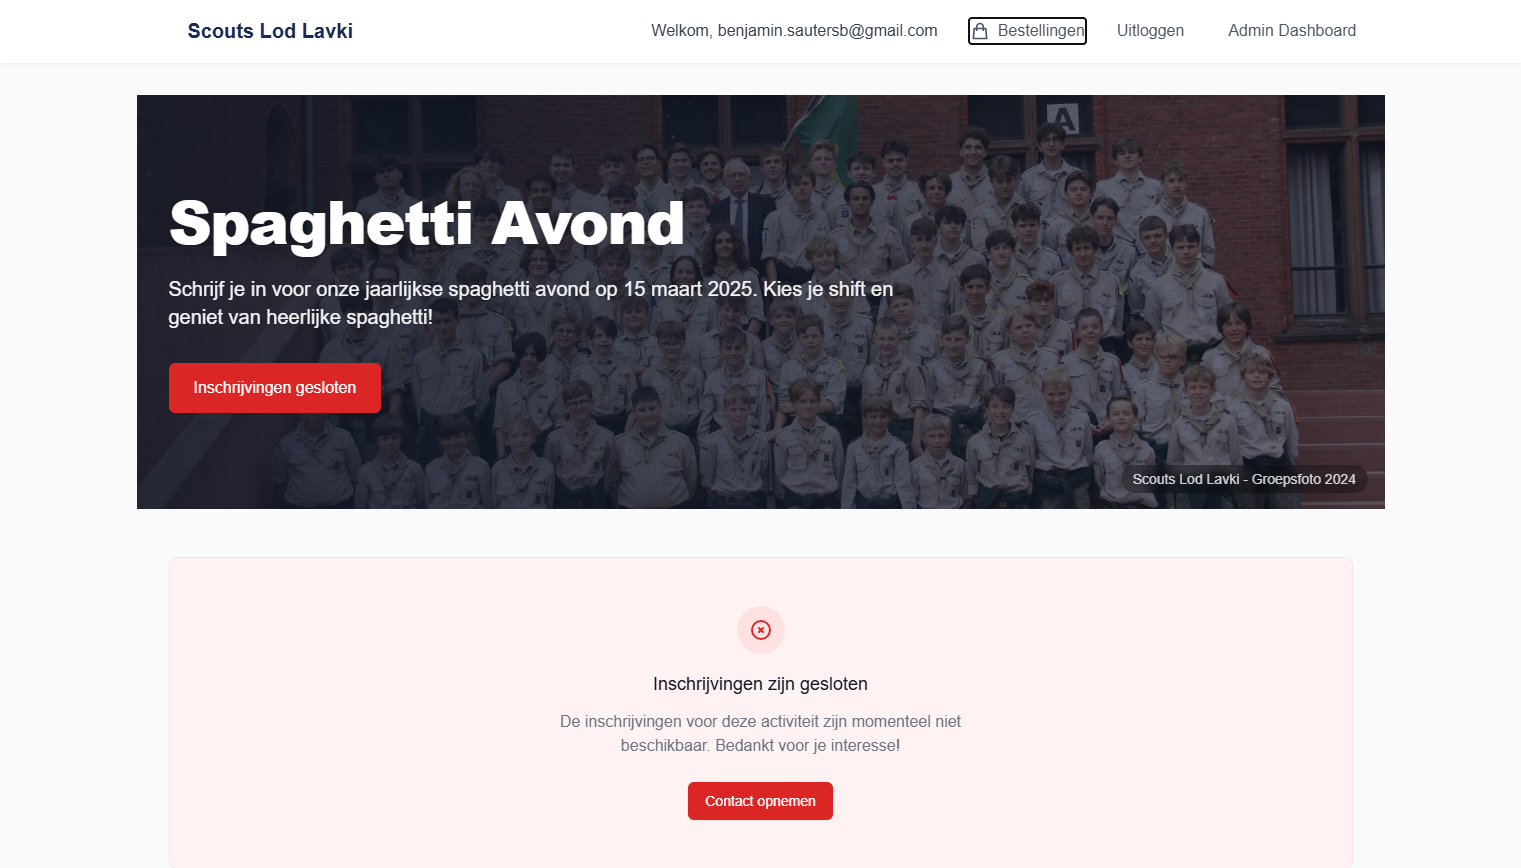 Scouts Lod Lavki
Welkom, benjamin.sautersb@gmail.com
Bestellingen
Uitloggen
Admin Dashboard
A
Spaghetti Avond
Schrijf je in voor onze jaarlijkse spaghetti avond op 15 maart 2025. Kies je shift en
geniet van heerlijke spaghetti!
Inschrijvingen gesloten
Scouts Lod Lavki - Groepsfoto 2024
Inschrijvingen zijn gesloten
De inschrijvingen voor deze activiteit zijn momenteel niet
beschikbaar. Bedankt voor je interesse!
Contact opnemen